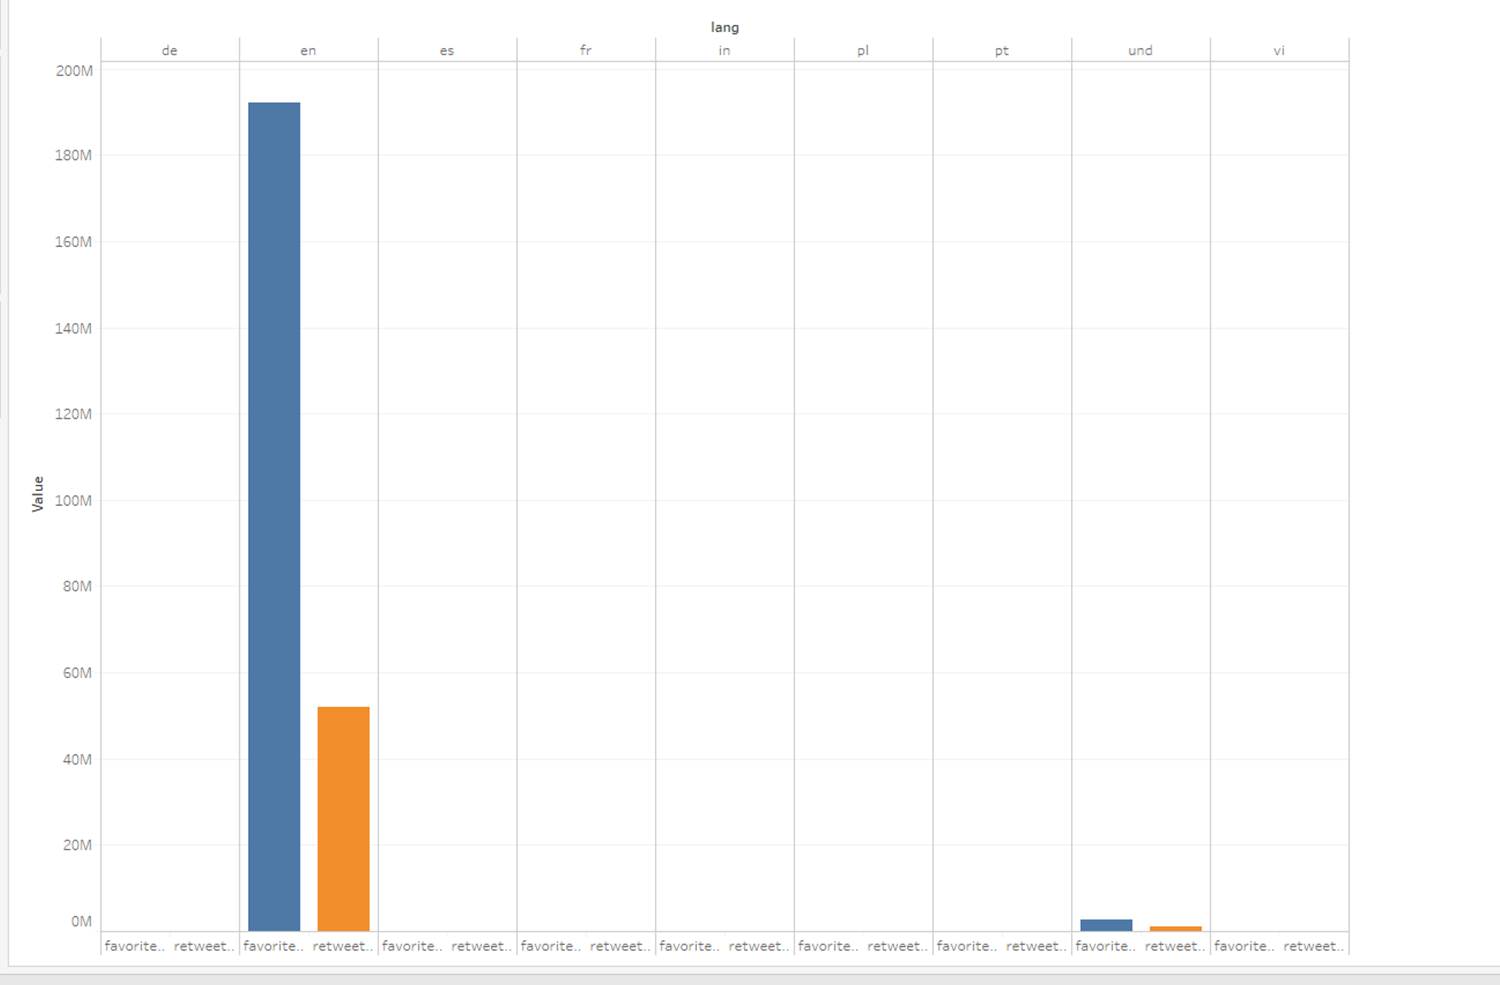 lang
de en es fr in pl pt und vi
200M
180M
160M
140M
120M
100M
80M
60M
40M
20M
0M
Value
favorite.. retweet.. favorite.. retweet.. favorite.. retweet.. favorite.. retweet.. favorite.. retweet.. favorite.. retweet.. favorite.. retweet.. favorite.. retweet.. favorite.. retweet..